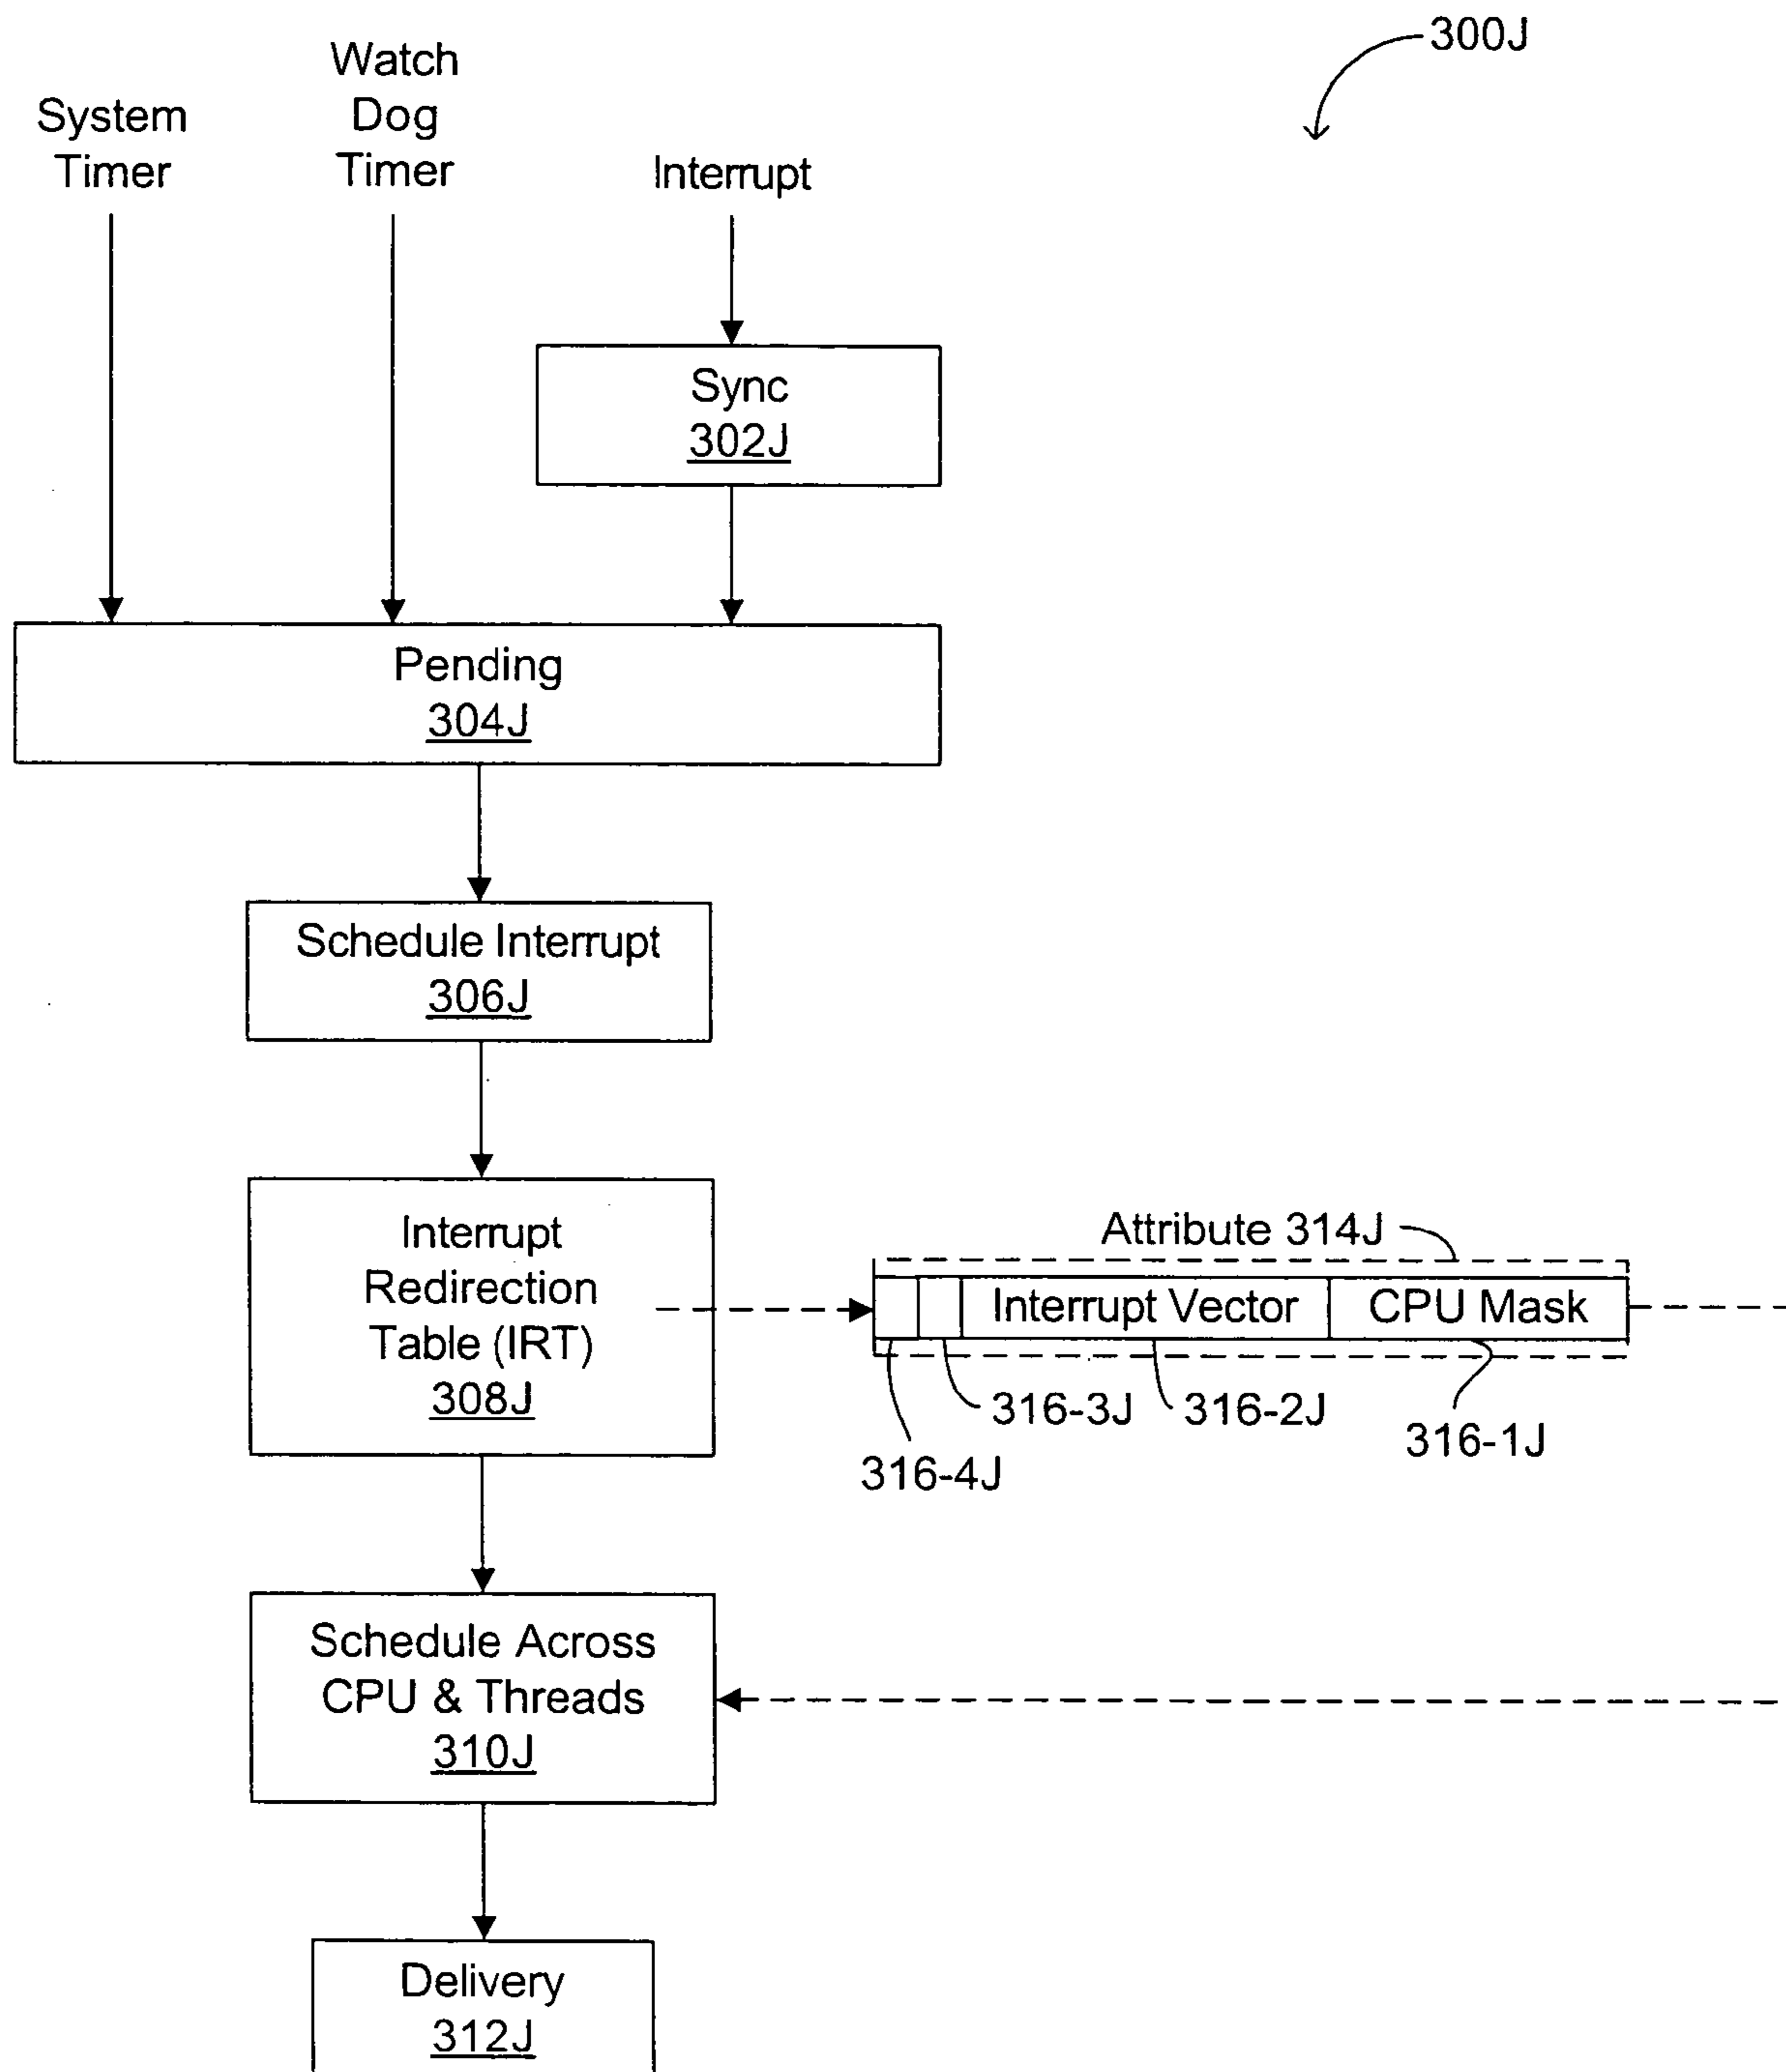 300J
System
Timer
Watch
Dog
Timer
Interrupt
Sync
302J
Pending
304J
Schedule Interrupt
306J
Interrupt
Redirection
Table (IRT)
308J
Attribute 314J
Interrupt Vector
CPU Mask
316-4J
316-3J
316-2J
316-1J
Schedule Across
CPU & Threads
310J
Delivery
312J